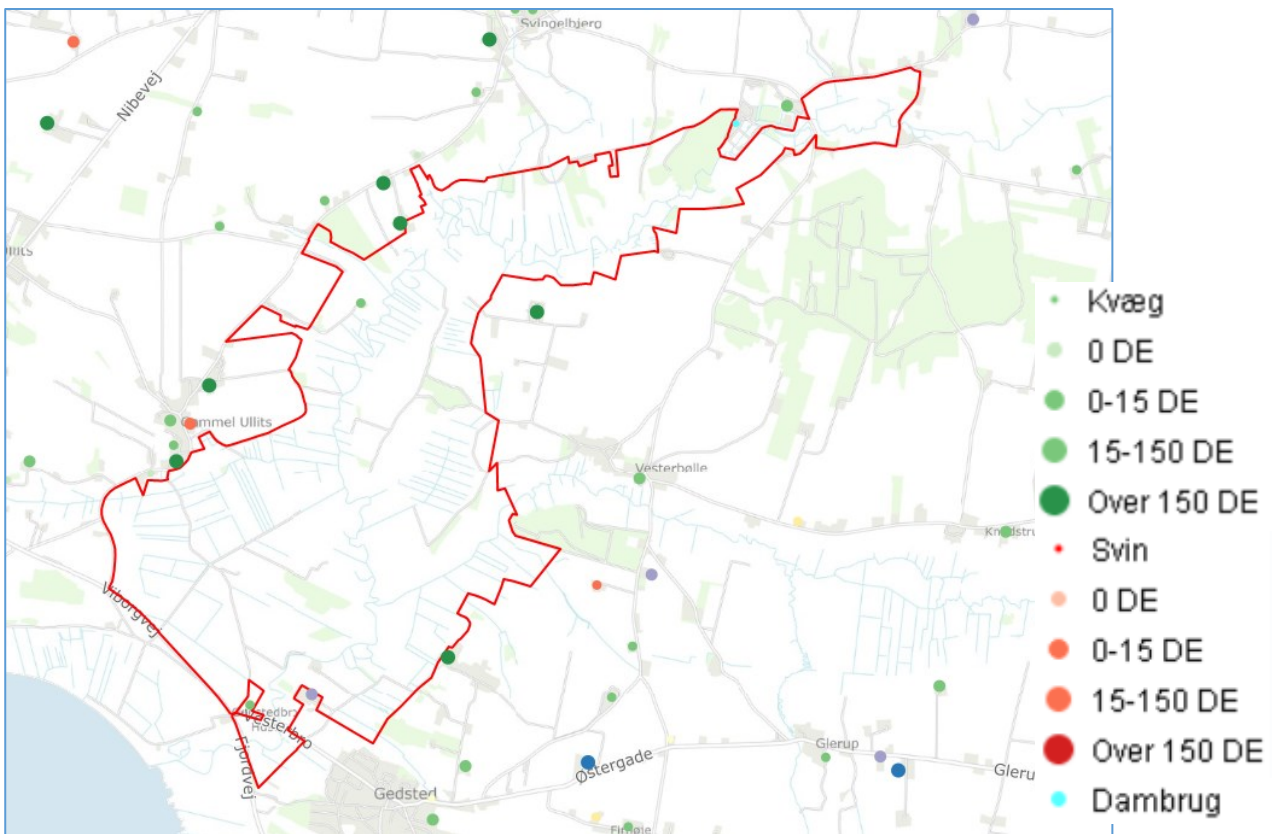 Svingelbjerg
Nibevej
Gammel Ullits
Vesterbølle
Viborgvej
Vesterbro
Fjordvej
Gedsted
Østergade
Glerup
Kvæg
0 DE
0-15 DE
15-150 DE
Over 150 DE
Svin
0 DE
0-15 DE
15-150 DE
Over 150 DE
Dambrug